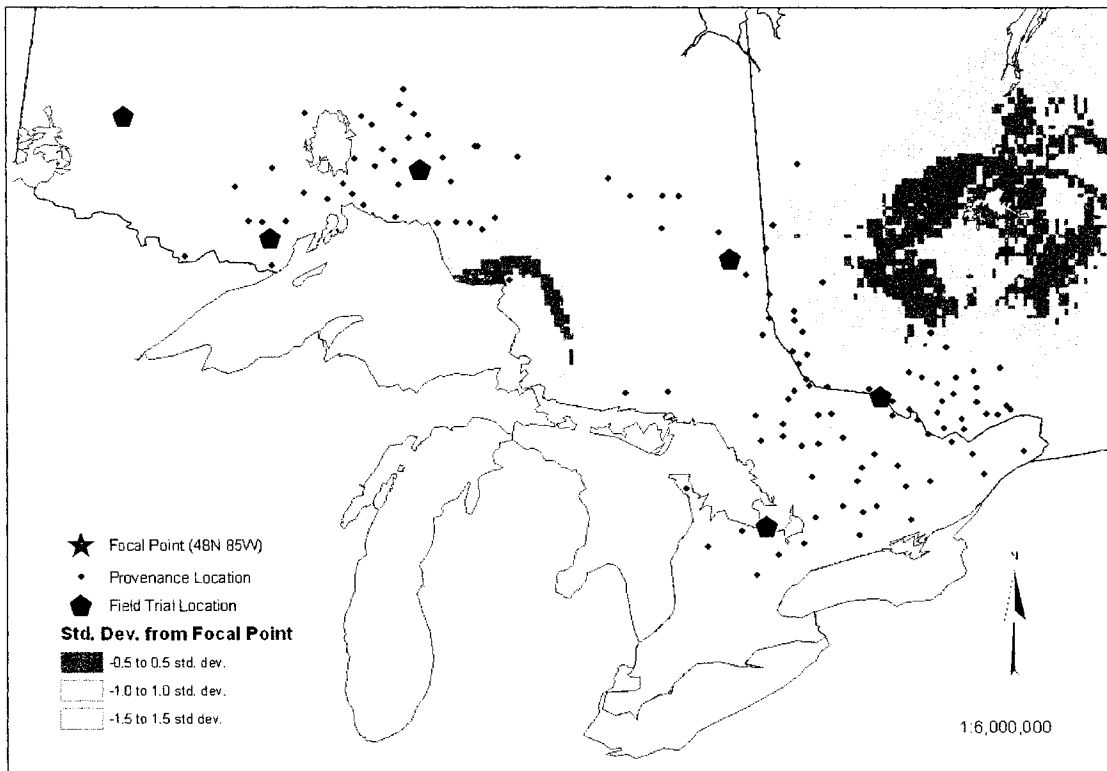 Focal Point (48N 85W)
Provenance Location
Field Trial Location
Std. Dev. from Focal Point
-0.5 to 0.5 std. dev.
-1.0 to 1.0 std. dev.
-1.5 to 1.5 std dev.
1:6,000,000